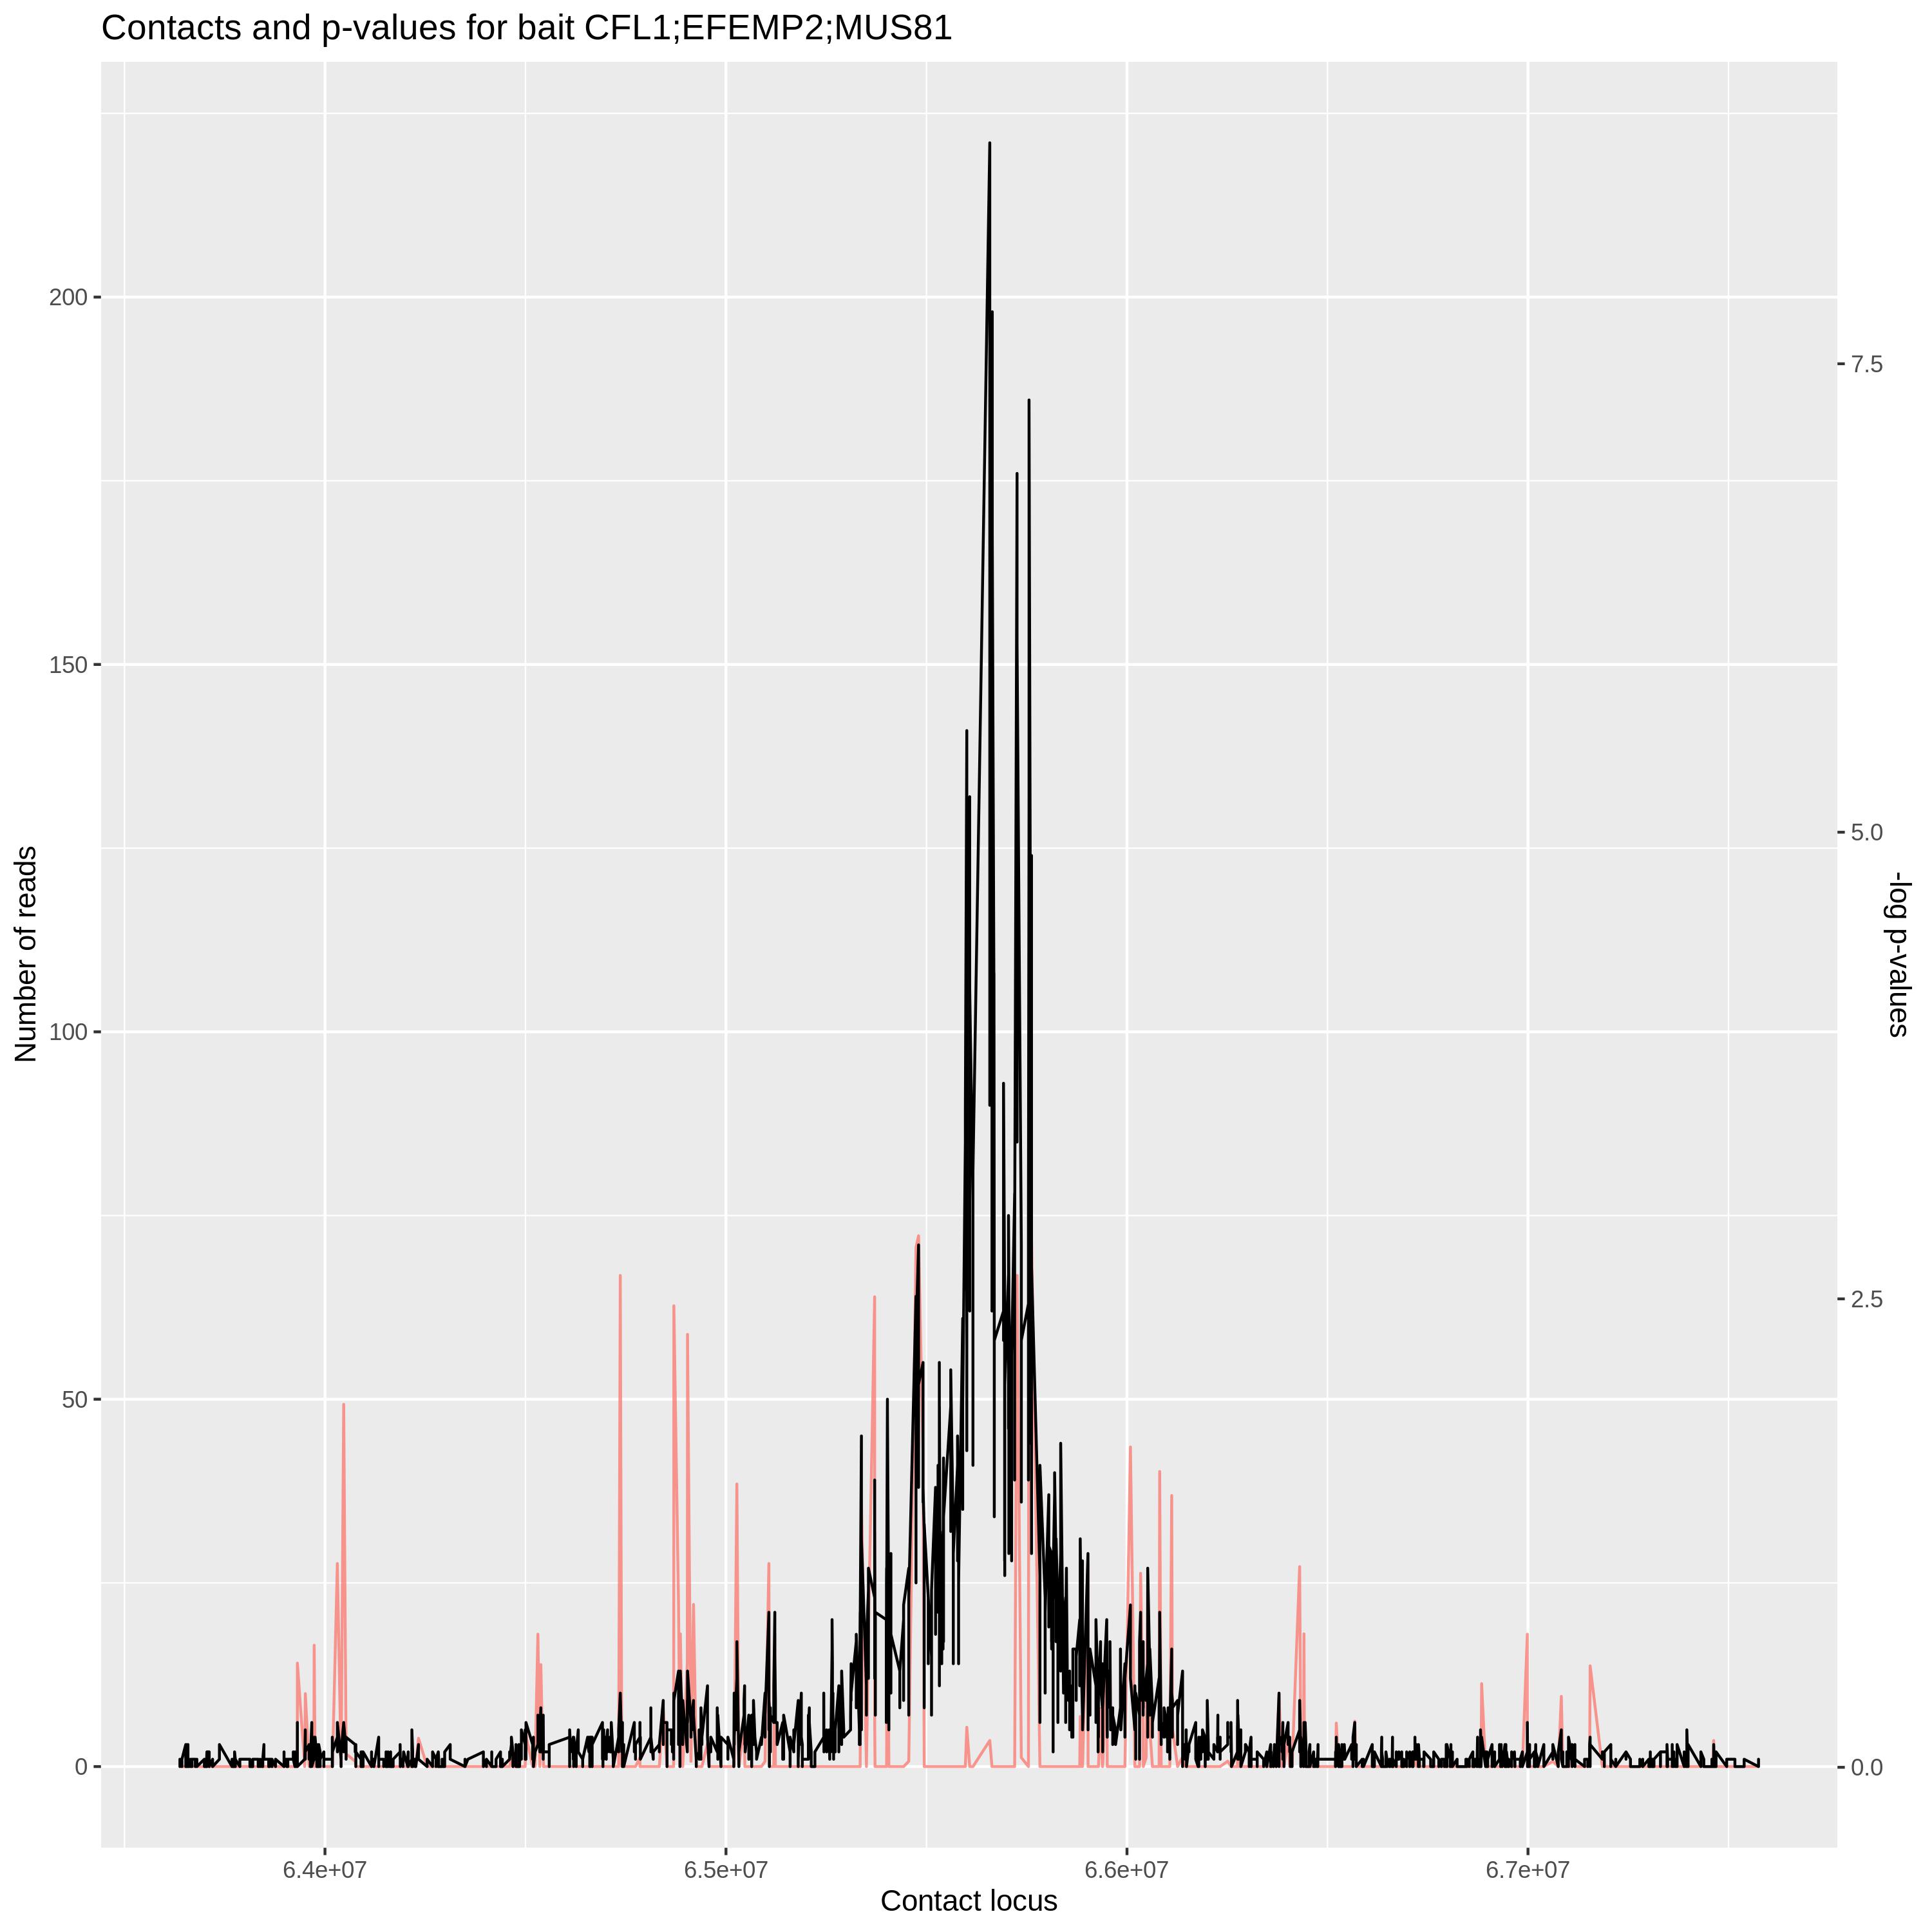 Contacts and p-values for bait CFL1;EFEMP2;MUS81
Number of reads
200
150
100
50
0
7.5
5.0
2.5
0.0
-log p-values
6.4e+07 6.5e+07 6.6e+07 6.7e+07
Contact locus